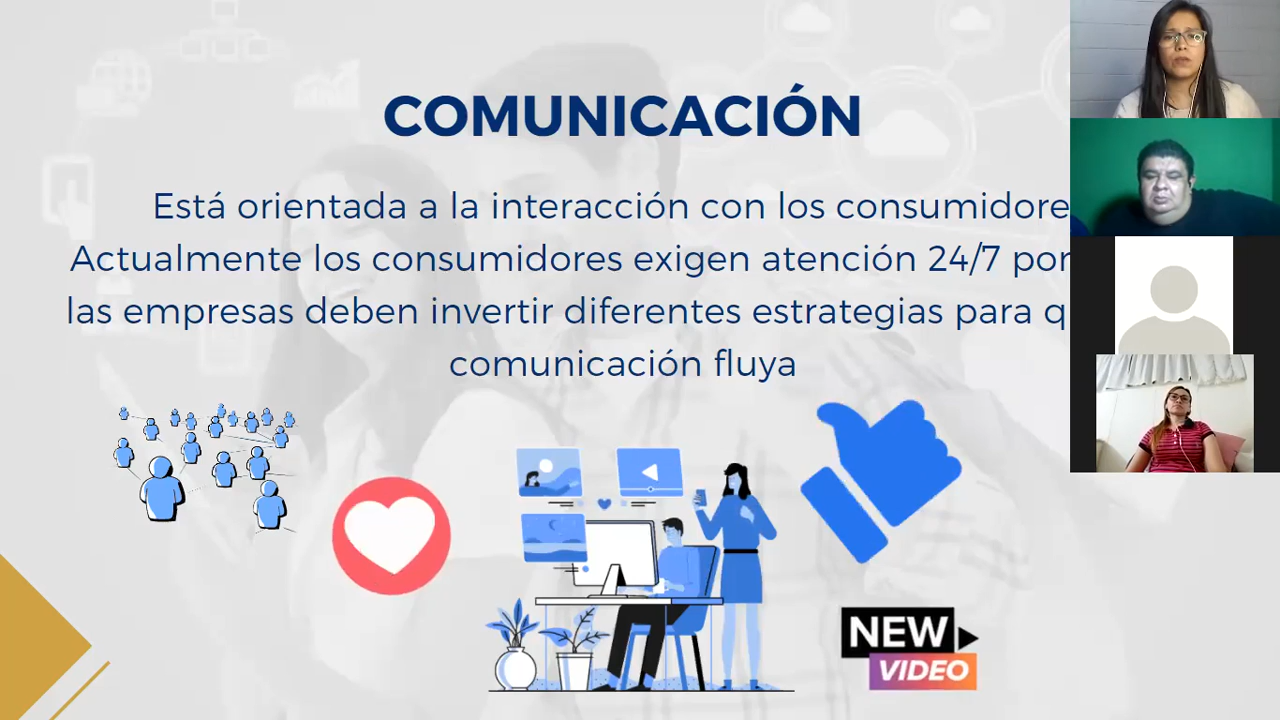 COMUNICACIÓN
Está orientada a la interacción con los consumidore
Actualmente los consumidores exigen atención 24/7 por
las empresas deben invertir diferentes estrategias para q
comunicación fluya
NEW
VIDEO